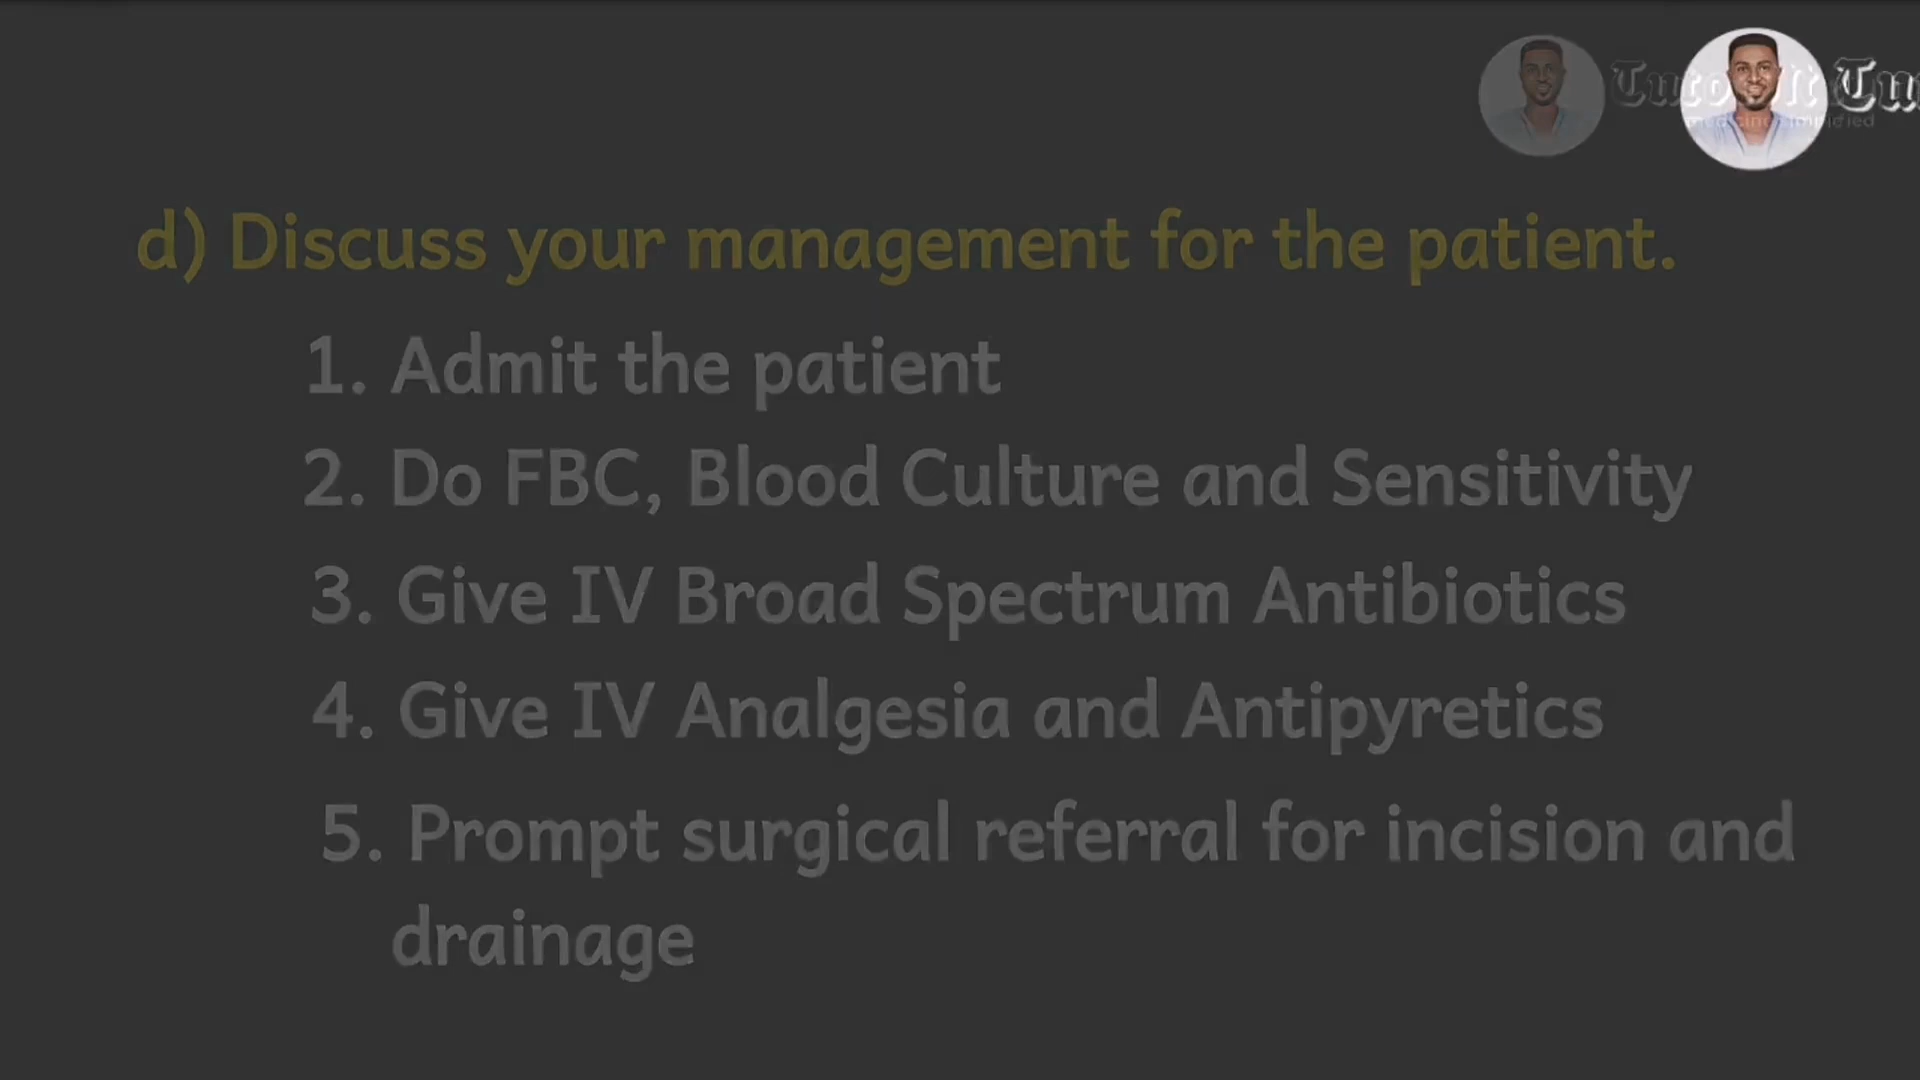 d) Discuss your management for the patient.
1. Admit the patient
2. Do FBC, Blood Culture and Sensitivity
3. Give IV Broad Spectrum Antibiotics
4. Give IV Analgesia and Antipyretics
5. Prompt surgical referral for incision and
drainage